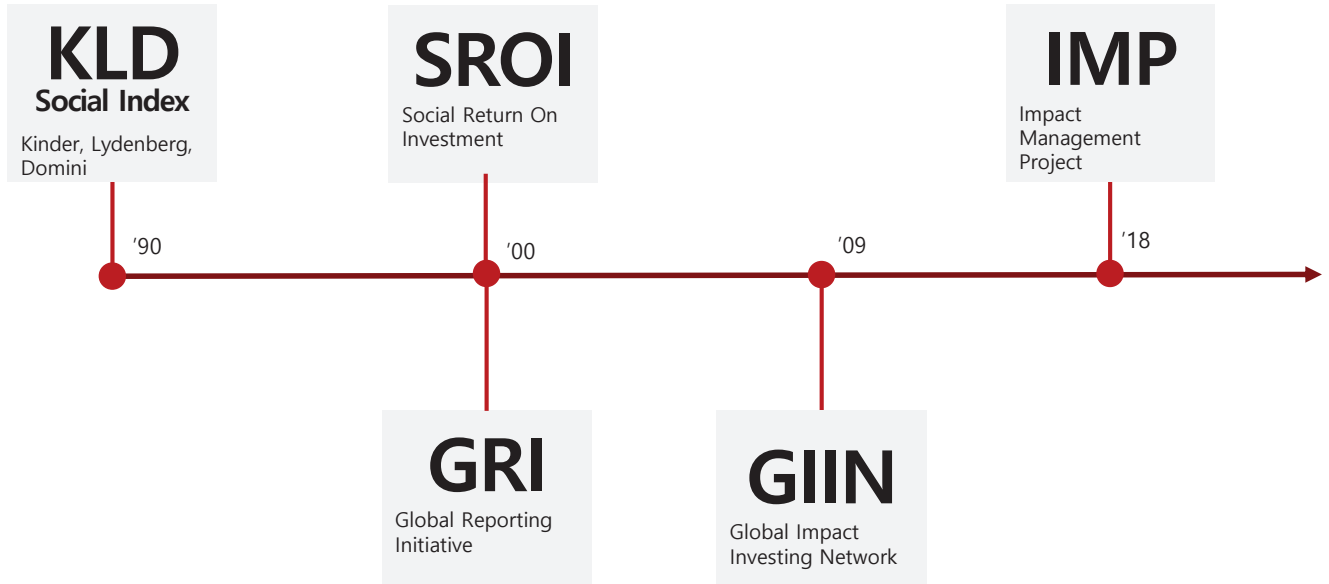 KLD
Social Index
Kinder, Lydenberg,
Domini
SROI
Social Return On
Investment
IMP
Impact
Management
Project
'90
'00
'09
'18
GRI
Global Reporting
Initiative
GIIN
Global Impact
Investing Network